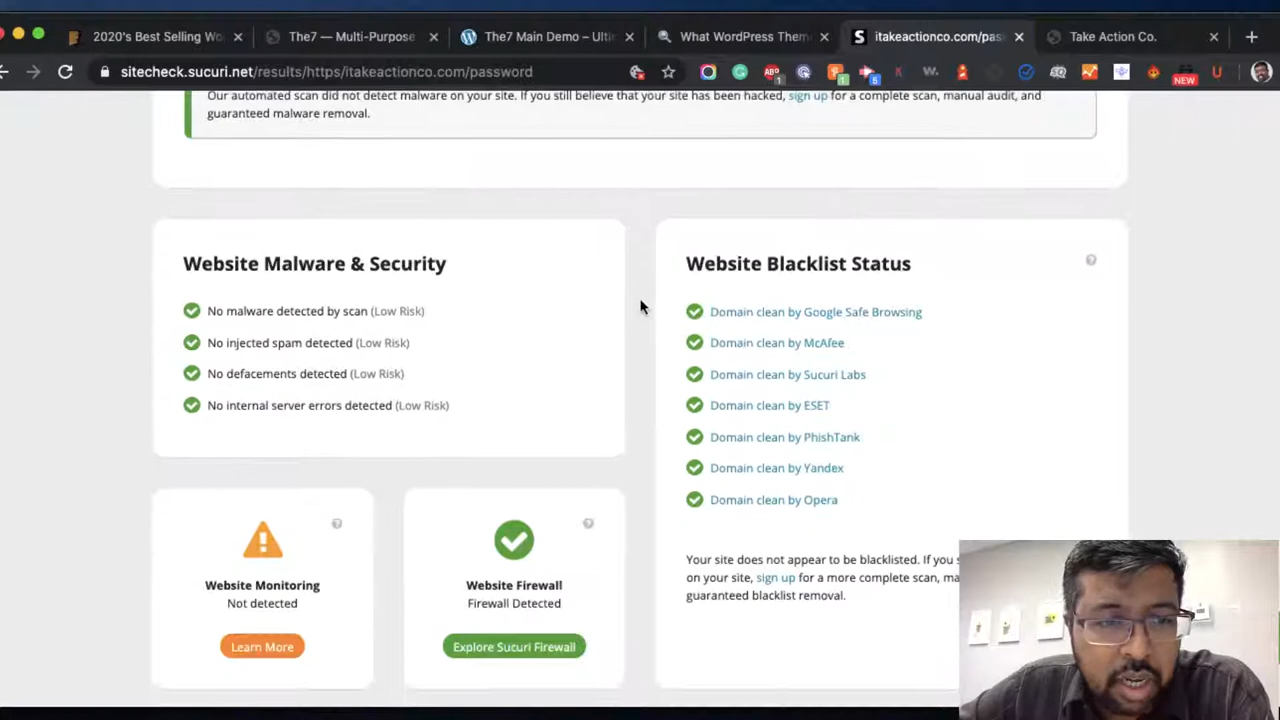 2020's Best Selling Wo
The7 — Multi-Purpose
The7 Main Demo – Ulti
What WordPress Them
itakeactionco.com/pas
Take Action Co.
sitecheck.sucuri.net/results/https/itakeactionco.com/password
ABP
1
1
5
NEW
Our automated scan did not detect malware on your site. If you still believe that your site has been hacked, sign up for a complete scan, manual audit, and
guaranteed malware removal.
Website Malware & Security
No malware detected by scan (Low Risk)
No injected spam detected (Low Risk)
No defacements detected (Low Risk)
No internal server errors detected (Low Risk)
Website Blacklist Status
Domain clean by Google Safe Browsing
Domain clean by McAfee
Domain clean by Sucuri Labs
Domain clean by ESET
Domain clean by PhishTank
Domain clean by Yandex
Domain clean by Opera
Your site does not appear to be blacklisted. If you s
on your site, sign up for a more complete scan, ma
guaranteed blacklist removal.
Website Monitoring
Not detected
Learn More
Website Firewall
Firewall Detected
Explore Sucuri Firewall